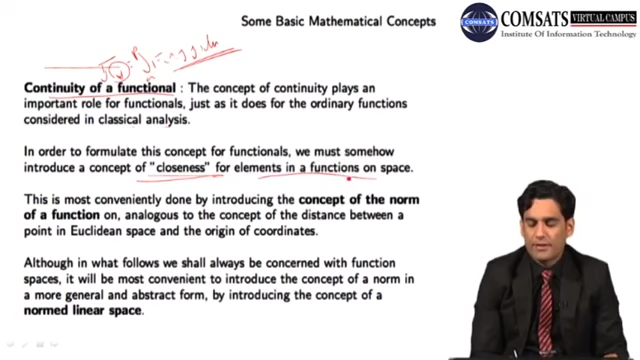 Some Basic Mathematical Concepts
COMSATS VIRTUAL CAMPUS
Institute Of Information Technology
Continuity of a functional : The concept of continuity plays an
important role for functionals, just as it does for the ordinary functions
considered in classical analysis.
In order to formulate this concept for functionals, we must somehow
introduce a concept of "closeness" for elements in a functions on space.
This is most conveniently done by introducing the concept of the norm
of a function on, analogous to the concept of the distance between a
point in Euclidean space and the origin of coordinates.
Although in what follows we shall always be concerned with function
spaces, it will be most convenient to introduce the concept of a norm in
a more general and abstract form, by introducing the concept of a
normed linear space.